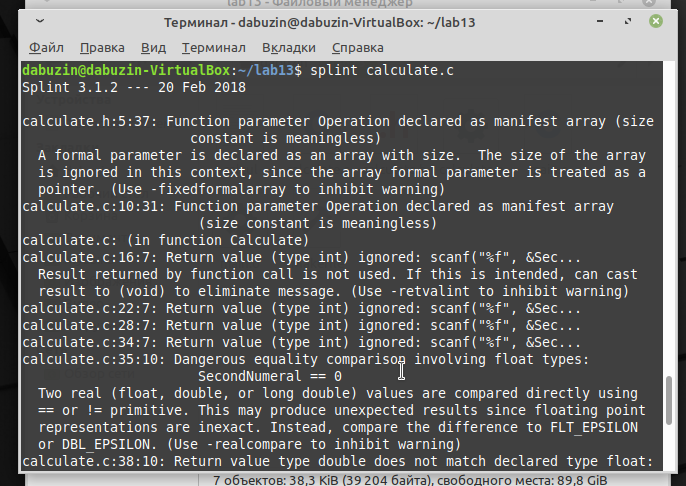 lab13 - Файловый менеджер
Терминал - dabuzin@dabuzin-VirtualBox: ~/lab13
Файл Правка Вид Терминал Вкладки Справка
dabuzin@dabuzin-VirtualBox:~/lab13$ splint calculate.c
Splint 3.1.2 --- 20 Feb 2018
calculate.h:5:37: Function parameter Operation declared as manifest array (size
constant is meaningless)
A formal parameter is declared as an array with size.  The size of the array
is ignored in this context, since the array formal parameter is treated as a
pointer. (Use -fixedformalarray to inhibit warning)
calculate.c:10:31: Function parameter Operation declared as manifest array
(size constant is meaningless)
calculate.c: (in function Calculate)
calculate.c:16:7: Return value (type int) ignored: scanf("%f", &Sec...
Result returned by function call is not used. If this is intended, can cast
result to (void) to eliminate message. (Use -retvalint to inhibit warning)
calculate.c:22:7: Return value (type int) ignored: scanf("%f", &Sec...
calculate.c:28:7: Return value (type int) ignored: scanf("%f", &Sec...
calculate.c:34:7: Return value (type int) ignored: scanf("%f", &Sec...
calculate.c:35:10: Dangerous equality comparison involving float types:
SecondNumeral == 0
Two real (float, double, or long double) values are compared directly using
== or != primitive. This may produce unexpected results since floating point
representations are inexact. Instead, compare the difference to FLT_EPSILON
or DBL_EPSILON. (Use -realcompare to inhibit warning)
calculate.c:38:10: Return value type double does not match declared type float:
7 объектов: 38,3 KiB (39 204 байта), свободного места: 89,8 GiB